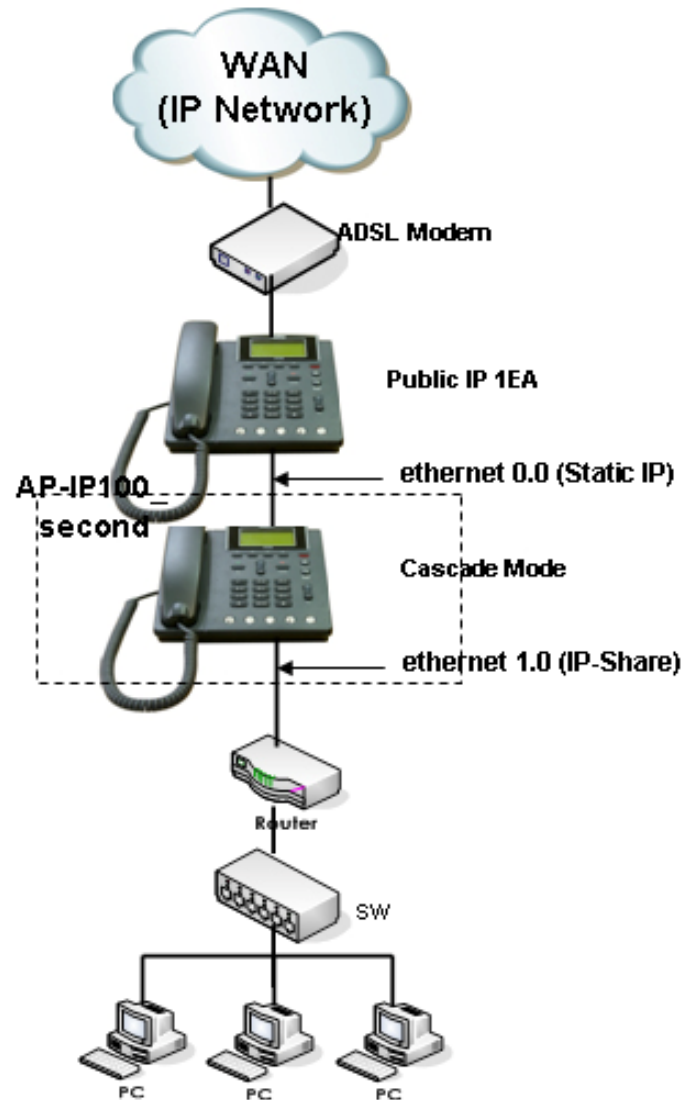 WAN
(IP Network)
ADSL Modem
Public IP 1EA
ethernet 0.0 (Static IP)
AP-IP100_
second
Cascade Mode
ethernet 1.0 (IP-Share)
Router
SW
PC
PC
PC